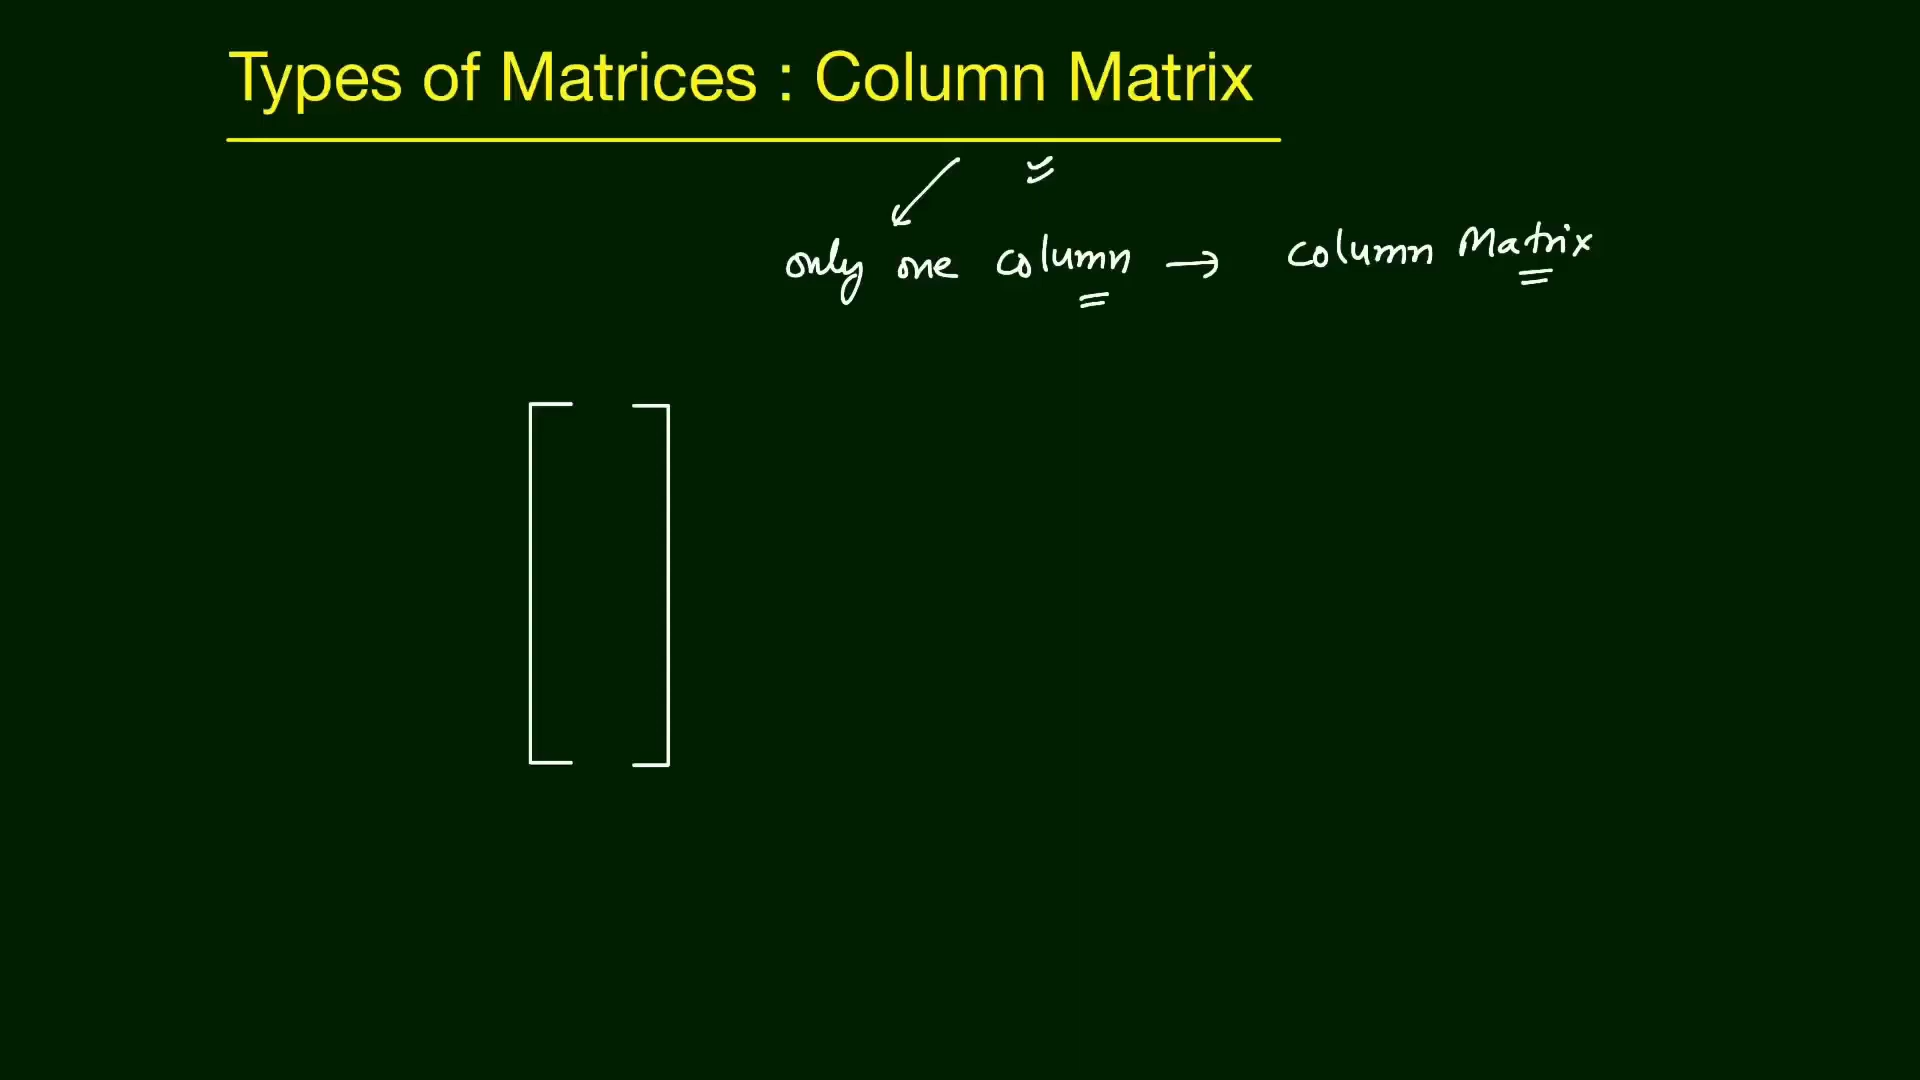 Types of Matrices : Column Matrix
only one column → column Matrix